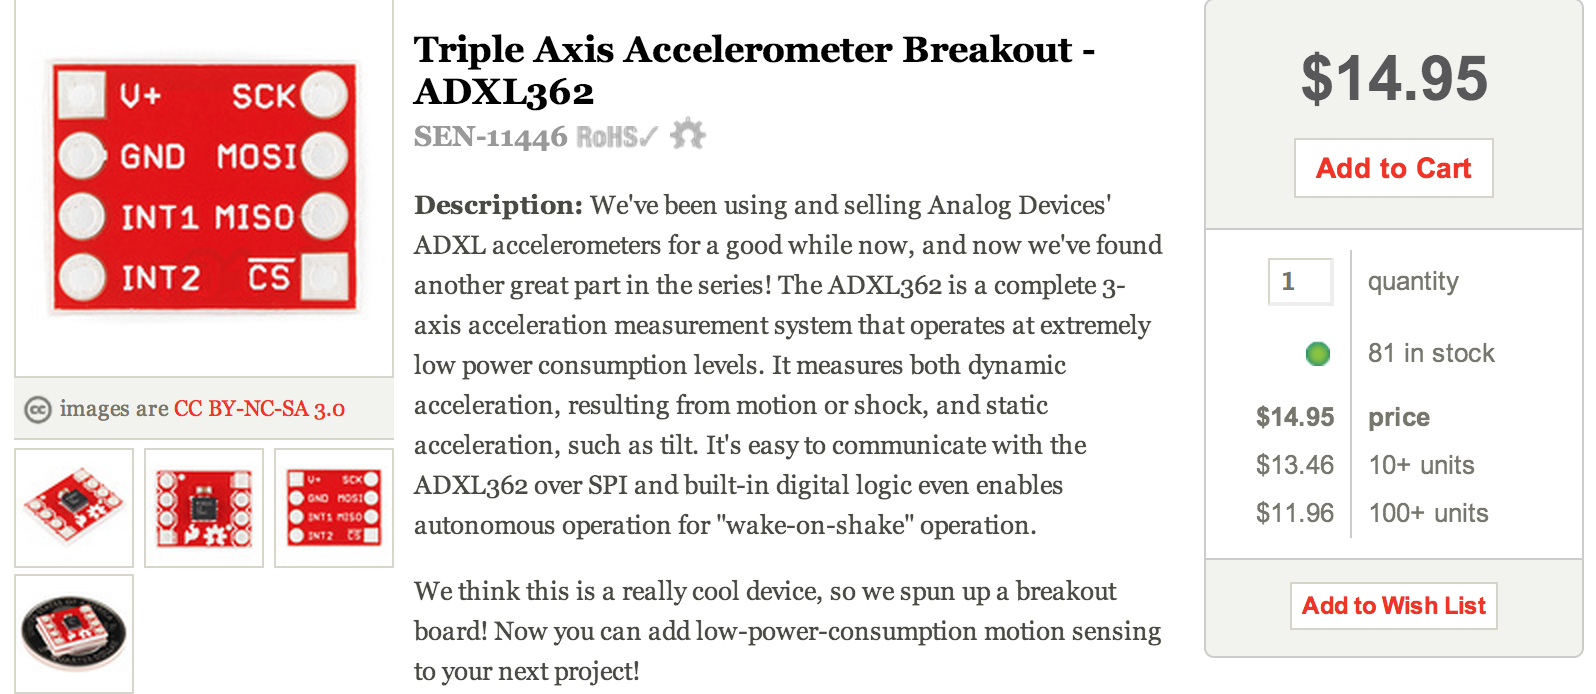 V+ SCK
GND MOSI
INT1 MISO
INT2 CS
cc images are CC BY-NC-SA 3.0
V+ SCK
GND MOSI
INT1 MISO
INT2 CS
Triple Axis Accelerometer Breakout -
ADXL362
SEN-11446 RoHS✓
Description: We've been using and selling Analog Devices'
ADXL accelerometers for a good while now, and now we've found
another great part in the series! The ADXL362 is a complete 3-
axis acceleration measurement system that operates at extremely
low power consumption levels. It measures both dynamic
acceleration, resulting from motion or shock, and static
acceleration, such as tilt. It's easy to communicate with the
ADXL362 over SPI and built-in digital logic even enables
autonomous operation for "wake-on-shake" operation.
We think this is a really cool device, so we spun up a breakout
board! Now you can add low-power-consumption motion sensing
to your next project!
$14.95
Add to Cart
1 quantity
81 in stock
$14.95 price
$13.46 10+ units
$11.96 100+ units
Add to Wish List